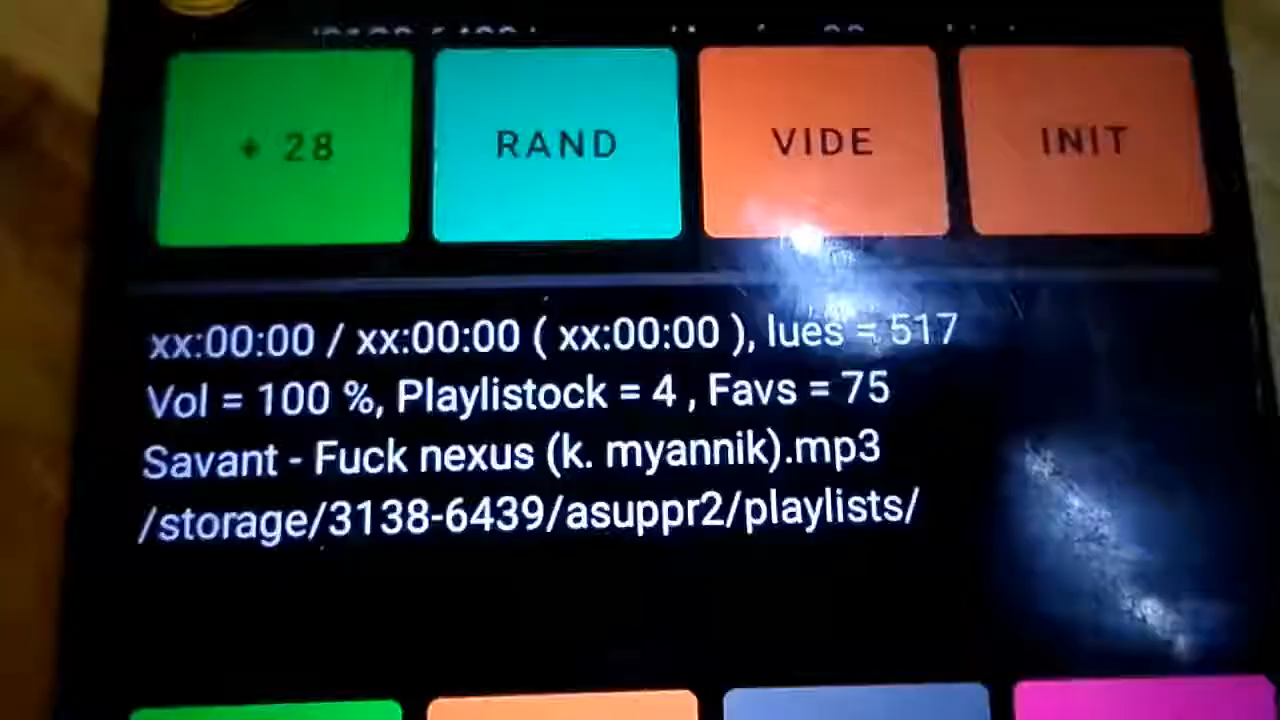 + 28 RAND VIDE INIT
xx:00:00 / xx:00:00 ( xx:00:00 ), lues = 517
Vol = 100 %, Playlistock = 4 , Favs = 75
Savant - Fuck nexus (k. myannik).mp3
/storage/3138-6439/asuppr2/playlists/